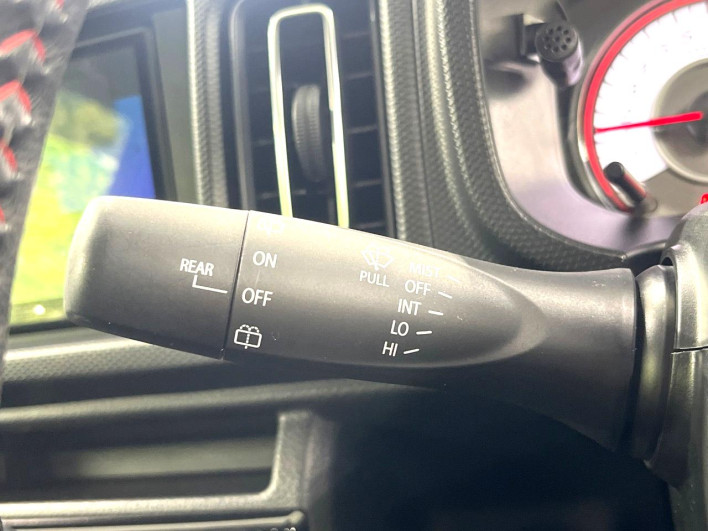 REAR
ON
OFF
PULL
MIST
OFF
INT
LO
HI